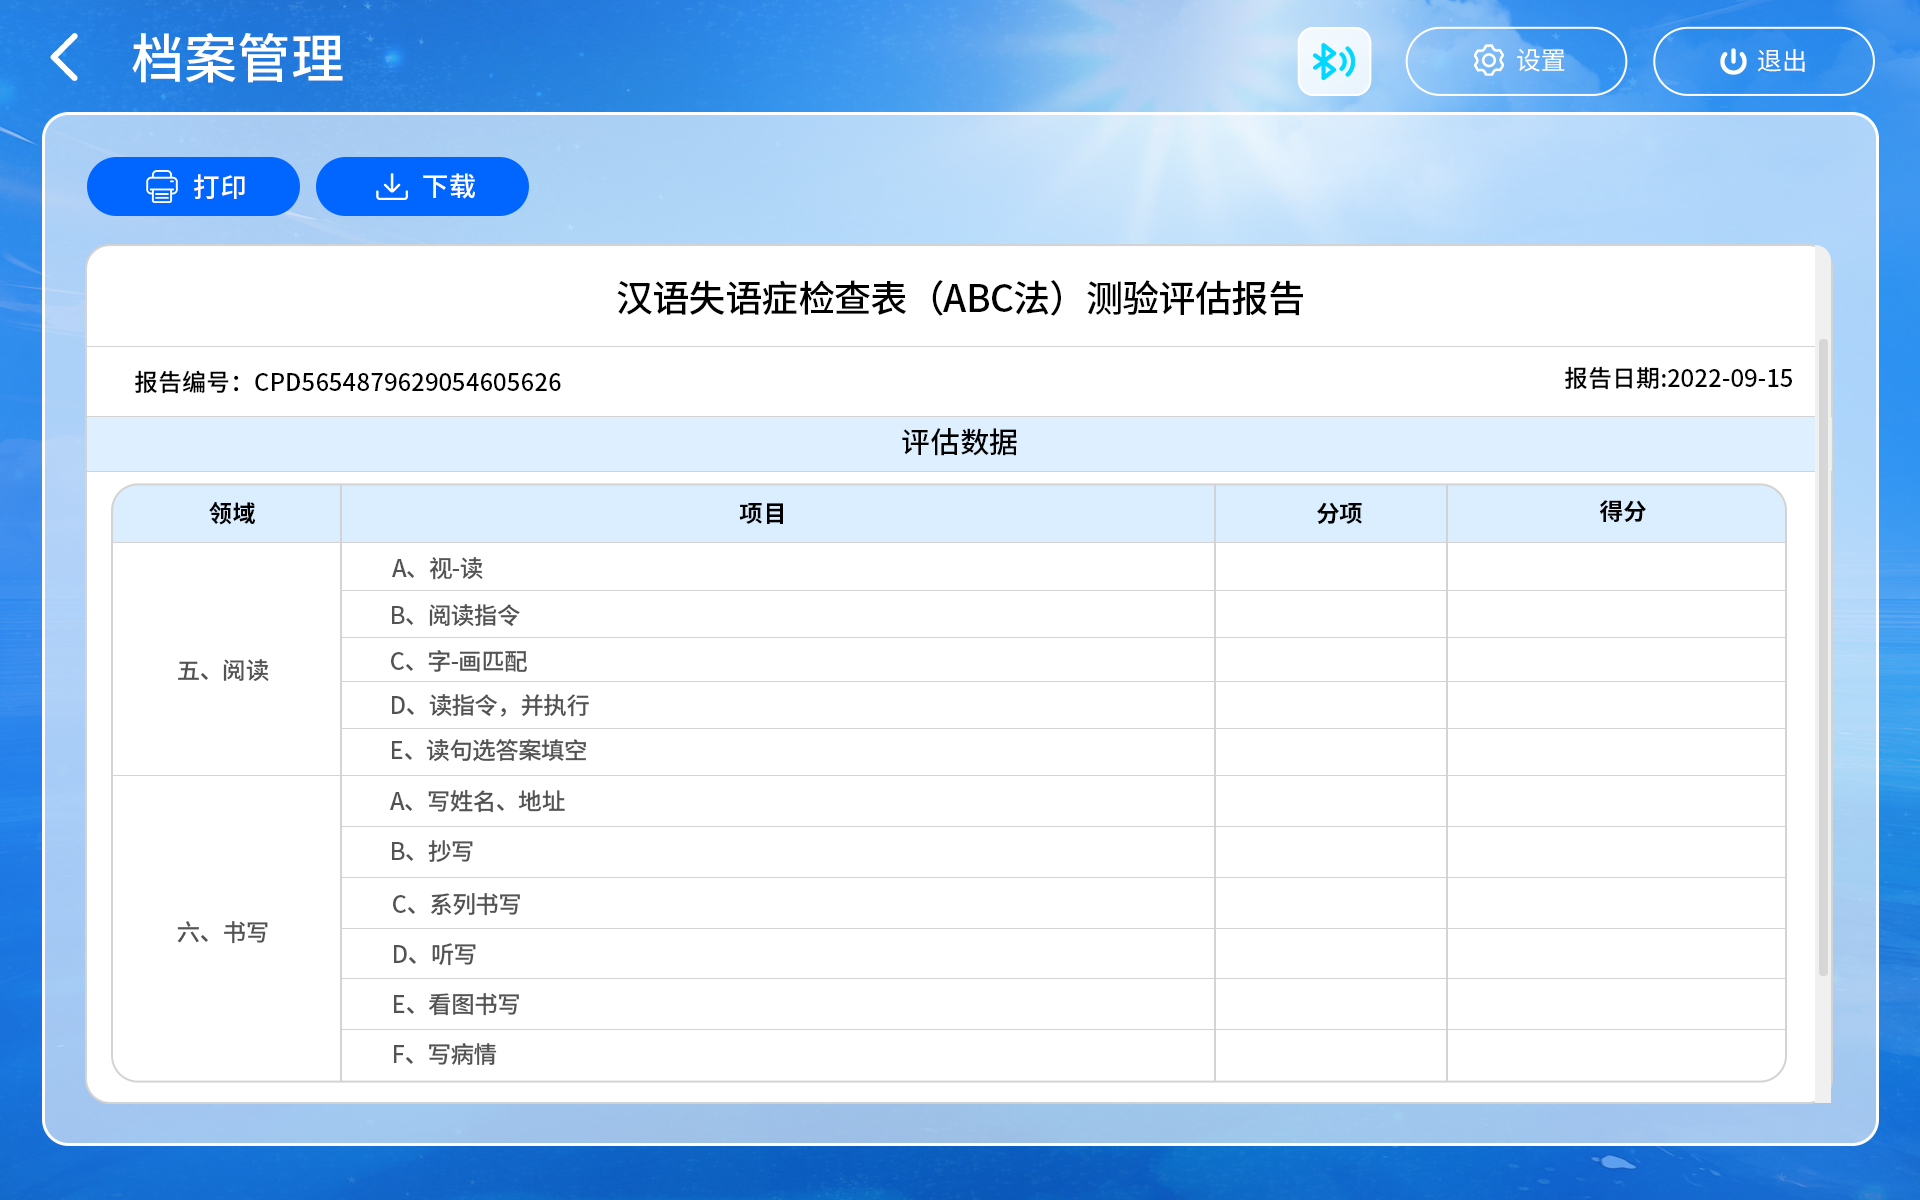 档案管理
设置
退出
打印
下载
汉语失语症检查表（ABC法）测验评估报告
报告编号：CPD5654879629054605626
报告日期:2022-09-15
评估数据
领域
项目
分项
得分
五、阅读
A、视-读
B、阅读指令
C、字-画匹配
D、读指令，并执行
E、读句选答案填空
六、书写
A、写姓名、地址
B、抄写
C、系列书写
D、听写
E、看图书写
F、写病情